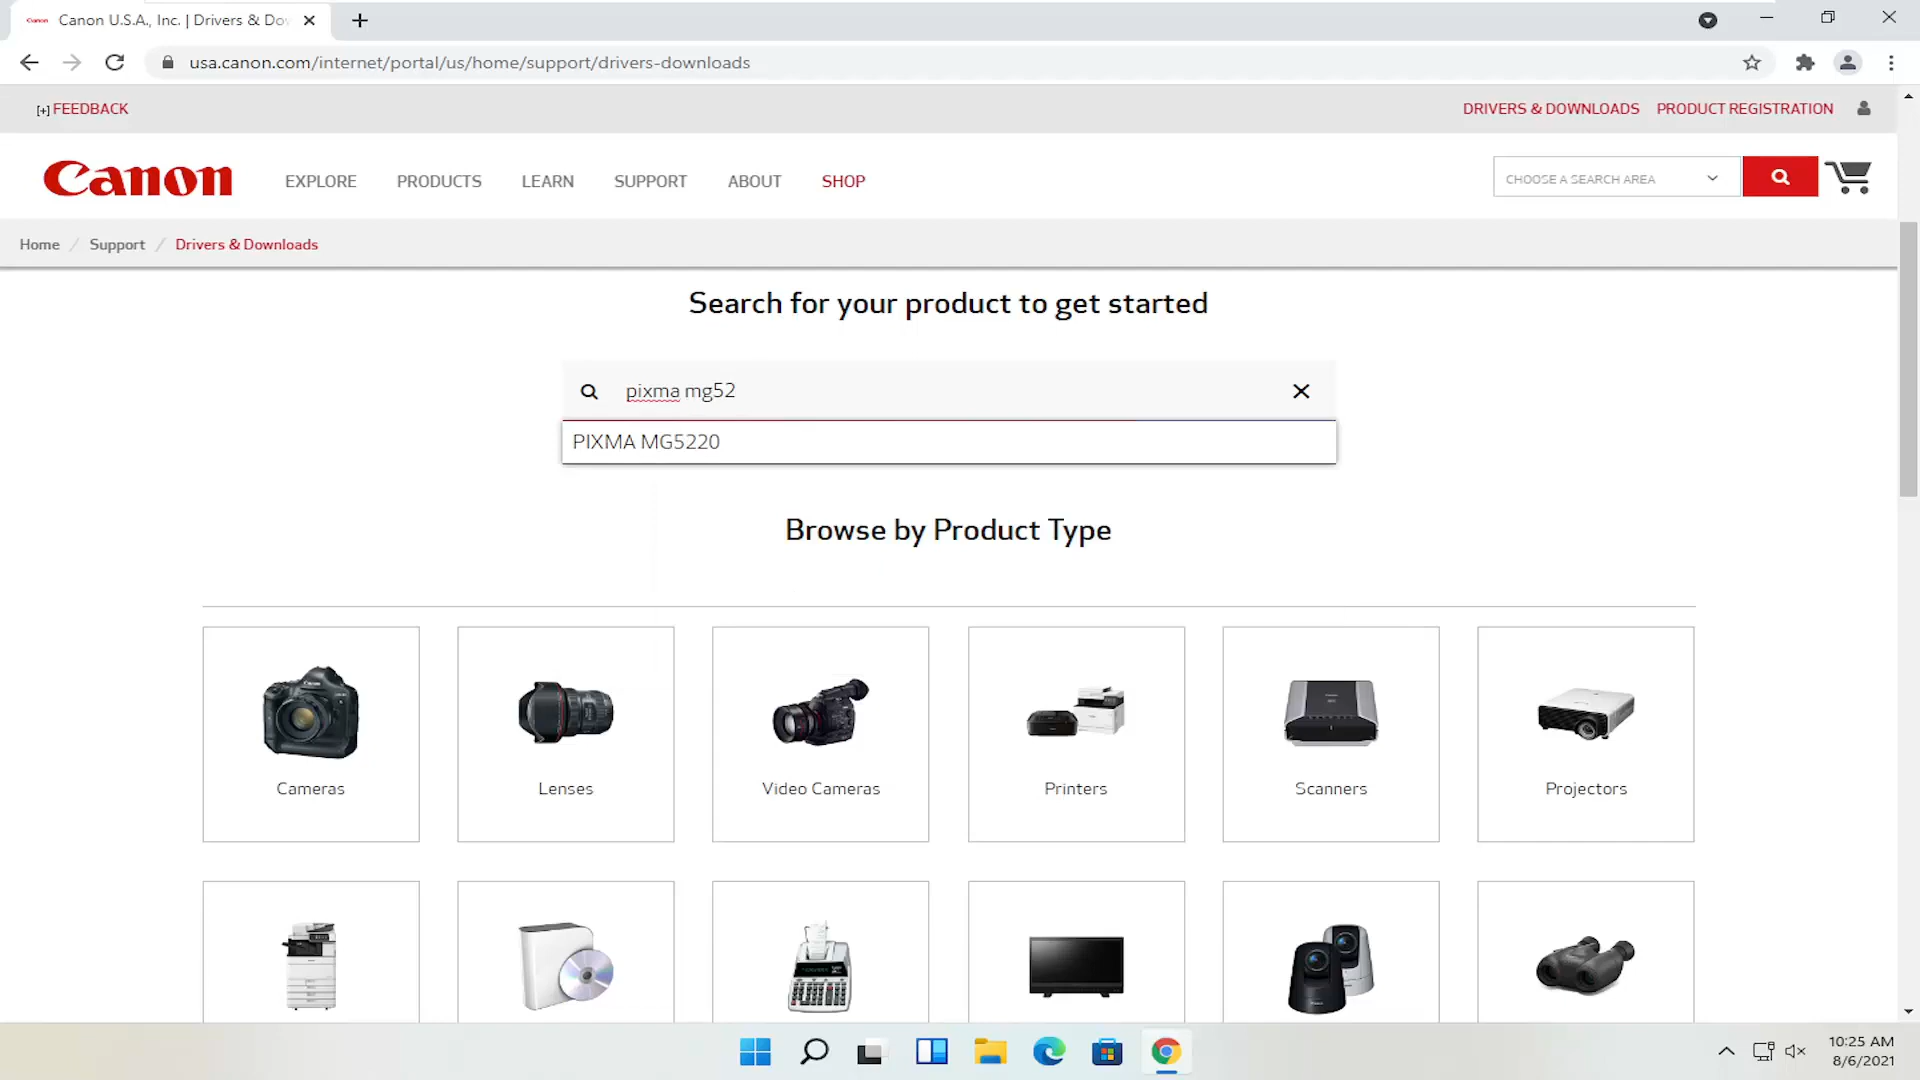 Canon U.S.A., Inc. | Drivers & Do
usa.canon.com/internet/portal/us/home/support/drivers-downloads
[+] FEEDBACK
DRIVERS & DOWNLOADS PRODUCT REGISTRATION
Canon EXPLORE PRODUCTS LEARN SUPPORT ABOUT SHOP
CHOOSE A SEARCH AREA
Home / Support / Drivers & Downloads
Search for your product to get started
pixma mg52
PIXMA MG5220
Browse by Product Type
Cameras
Lenses
Video Cameras
Printers
Scanners
Projectors
10:25 AM
8/6/2021